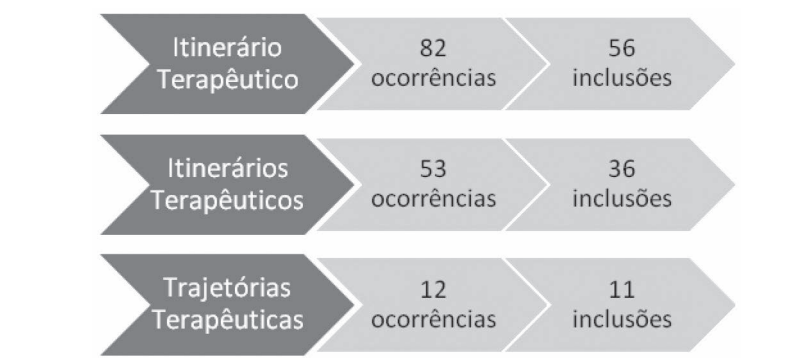 Itinerário
Terapêutico
82
ocorrências
56
inclusões
Itinerários
Terapêuticos
53
ocorrências
36
inclusões
Trajetórias
Terapêuticas
12
ocorrências
11
inclusões